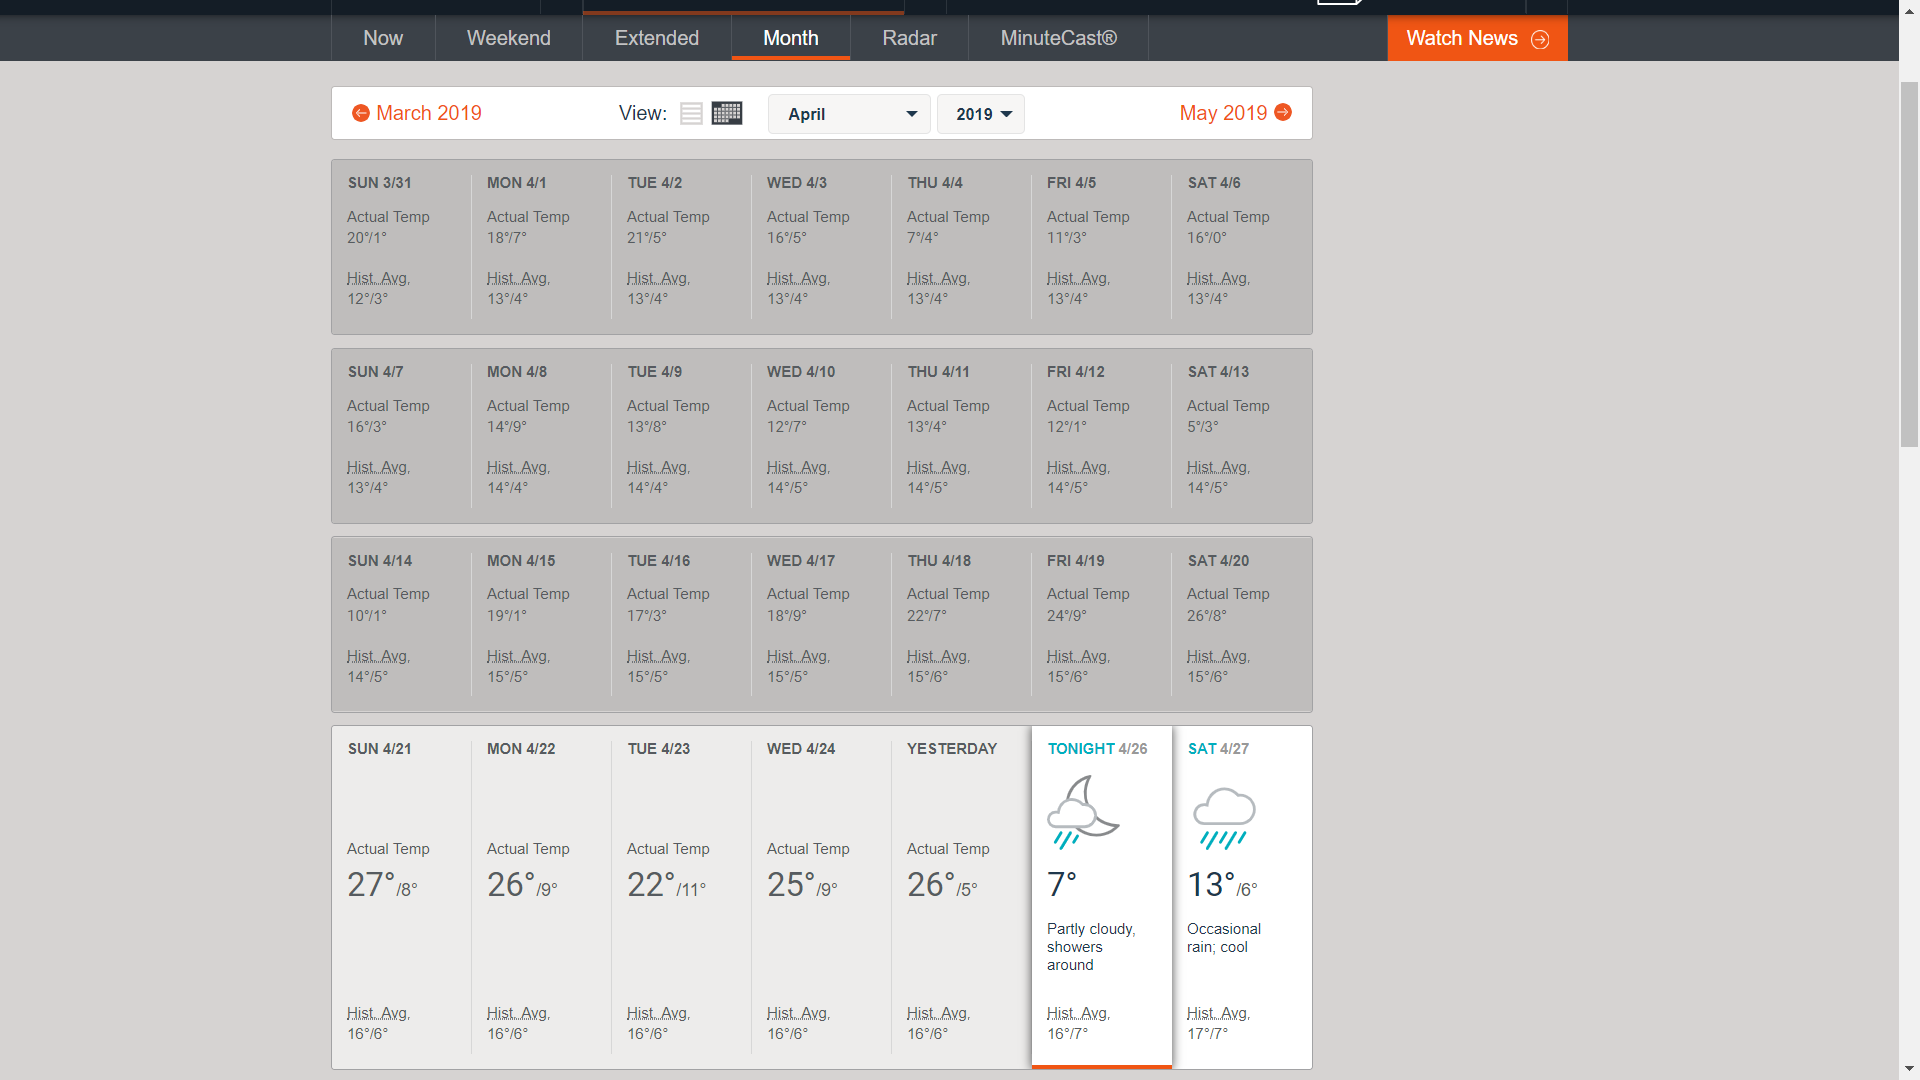 Now Weekend Extended Month Radar MinuteCast® Watch News
March 2019 View: April 2019 May 2019
SUN 3/31 MON 4/1 TUE 4/2 WED 4/3 THU 4/4 FRI 4/5 SAT 4/6
Actual Temp Actual Temp Actual Temp Actual Temp Actual Temp Actual Temp Actual Temp
20°/1° 18°/7° 21°/5° 16°/5° 7°/4° 11°/3° 16°/0°
Hist. Avg. Hist. Avg. Hist. Avg. Hist. Avg. Hist. Avg. Hist. Avg. Hist. Avg.
12°/3° 13°/4° 13°/4° 13°/4° 13°/4° 13°/4° 13°/4°
SUN 4/7 MON 4/8 TUE 4/9 WED 4/10 THU 4/11 FRI 4/12 SAT 4/13
Actual Temp Actual Temp Actual Temp Actual Temp Actual Temp Actual Temp Actual Temp
16°/3° 14°/9° 13°/8° 12°/7° 13°/4° 12°/1° 5°/3°
Hist. Avg. Hist. Avg. Hist. Avg. Hist. Avg. Hist. Avg. Hist. Avg. Hist. Avg.
13°/4° 14°/4° 14°/4° 14°/5° 14°/5° 14°/5° 14°/5°
SUN 4/14 MON 4/15 TUE 4/16 WED 4/17 THU 4/18 FRI 4/19 SAT 4/20
Actual Temp Actual Temp Actual Temp Actual Temp Actual Temp Actual Temp Actual Temp
10°/1° 19°/1° 17°/3° 18°/9° 22°/7° 24°/9° 26°/8°
Hist. Avg. Hist. Avg. Hist. Avg. Hist. Avg. Hist. Avg. Hist. Avg. Hist. Avg.
14°/5° 15°/5° 15°/5° 15°/5° 15°/6° 15°/6° 15°/6°
SUN 4/21 MON 4/22 TUE 4/23 WED 4/24 YESTERDAY TONIGHT 4/26 SAT 4/27
Actual Temp Actual Temp Actual Temp Actual Temp Actual Temp
27°/8° 26°/9° 22°/11° 25°/9° 26°/5° 7° 13°/6°
Partly cloudy, Occasional
showers rain; cool
around
Hist. Avg. Hist. Avg. Hist. Avg. Hist. Avg. Hist. Avg. Hist. Avg. Hist. Avg.
16°/6° 16°/6° 16°/6° 16°/6° 16°/6° 16°/7° 17°/7°